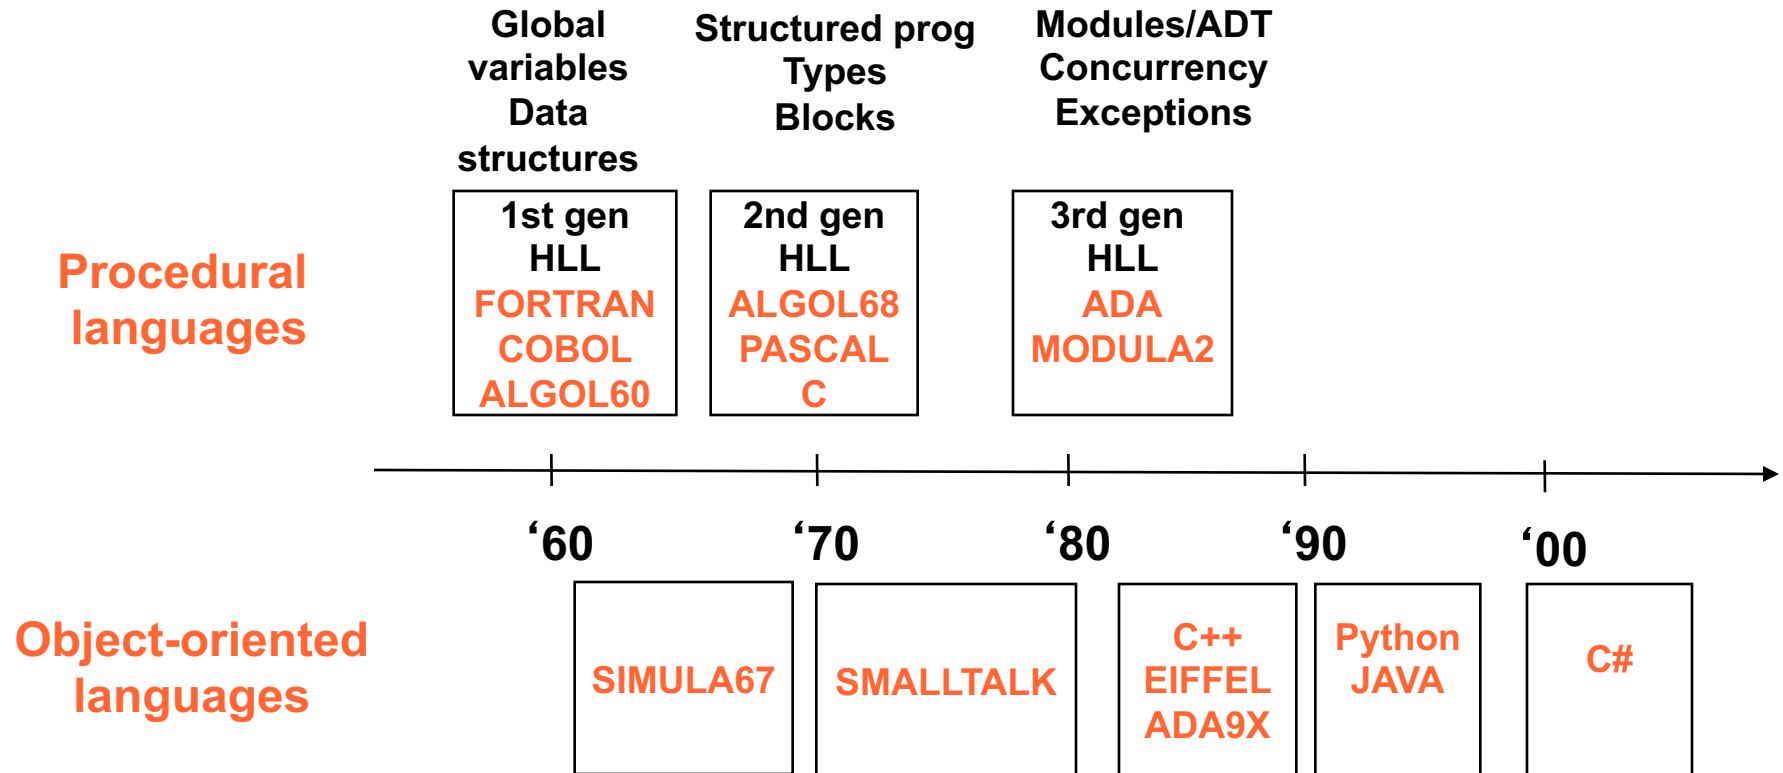 Global
variables
Data
structures
Structured prog
Types
Blocks
Modules/ADT
Concurrency
Exceptions
Procedural
languages
1st gen
HLL
FORTRAN
COBOL
ALGOL60
2nd gen
HLL
ALGOL68
PASCAL
C
3rd gen
HLL
ADA
MODULA2
‘60
‘70
‘80
‘90
‘00
Object-oriented
languages
SIMULA67
SMALLTALK
C++
EIFFEL
ADA9X
Python
JAVA
C#